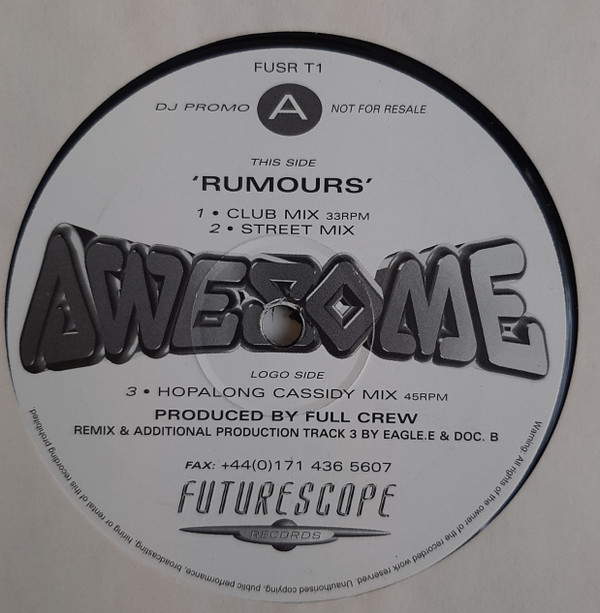 FUSR T1
DJ PROMO A NOT FOR RESALE
THIS SIDE
'RUMOURS'
1 • CLUB MIX 33RPM
2 • STREET MIX
AWESOME
LOGO SIDE
3 • HOPALONG CASSIDY MIX 45RPM
PRODUCED BY FULL CREW
REMIX & ADDITIONAL PRODUCTION TRACK 3 BY EAGLE.E & DOC. B
FAX: +44(0)171 436 5607
FUTURESCOPE
RECORDS
Warning: All rights of the owner of the recorded work reserved. Unauthorised copying, public performance, broadcasting, hiring or rental of this recording prohibited.